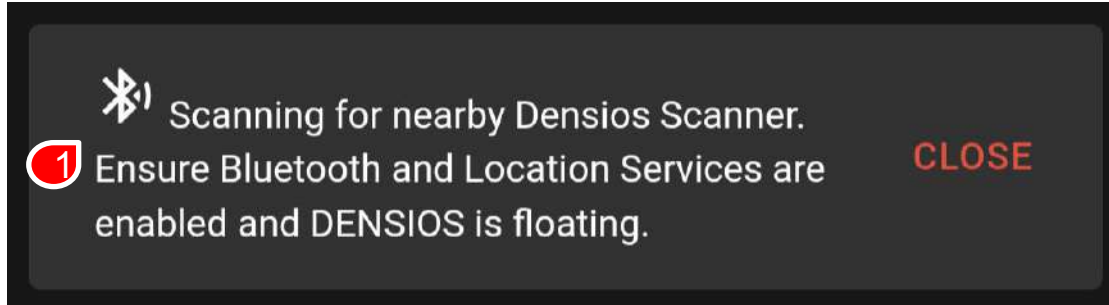 Scanning for nearby Densios Scanner.
1
Ensure Bluetooth and Location Services are
enabled and DENSIOS is floating.
CLOSE